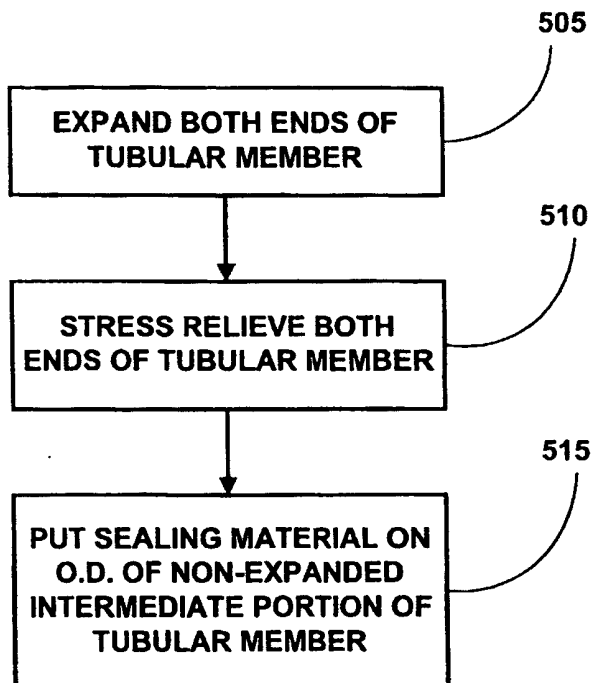 505
EXPAND BOTH ENDS OF
TUBULAR MEMBER
510
STRESS RELIEVE BOTH
ENDS OF TUBULAR MEMBER
515
PUT SEALING MATERIAL ON
O.D. OF NON-EXPANDED
INTERMEDIATE PORTION OF
TUBULAR MEMBER